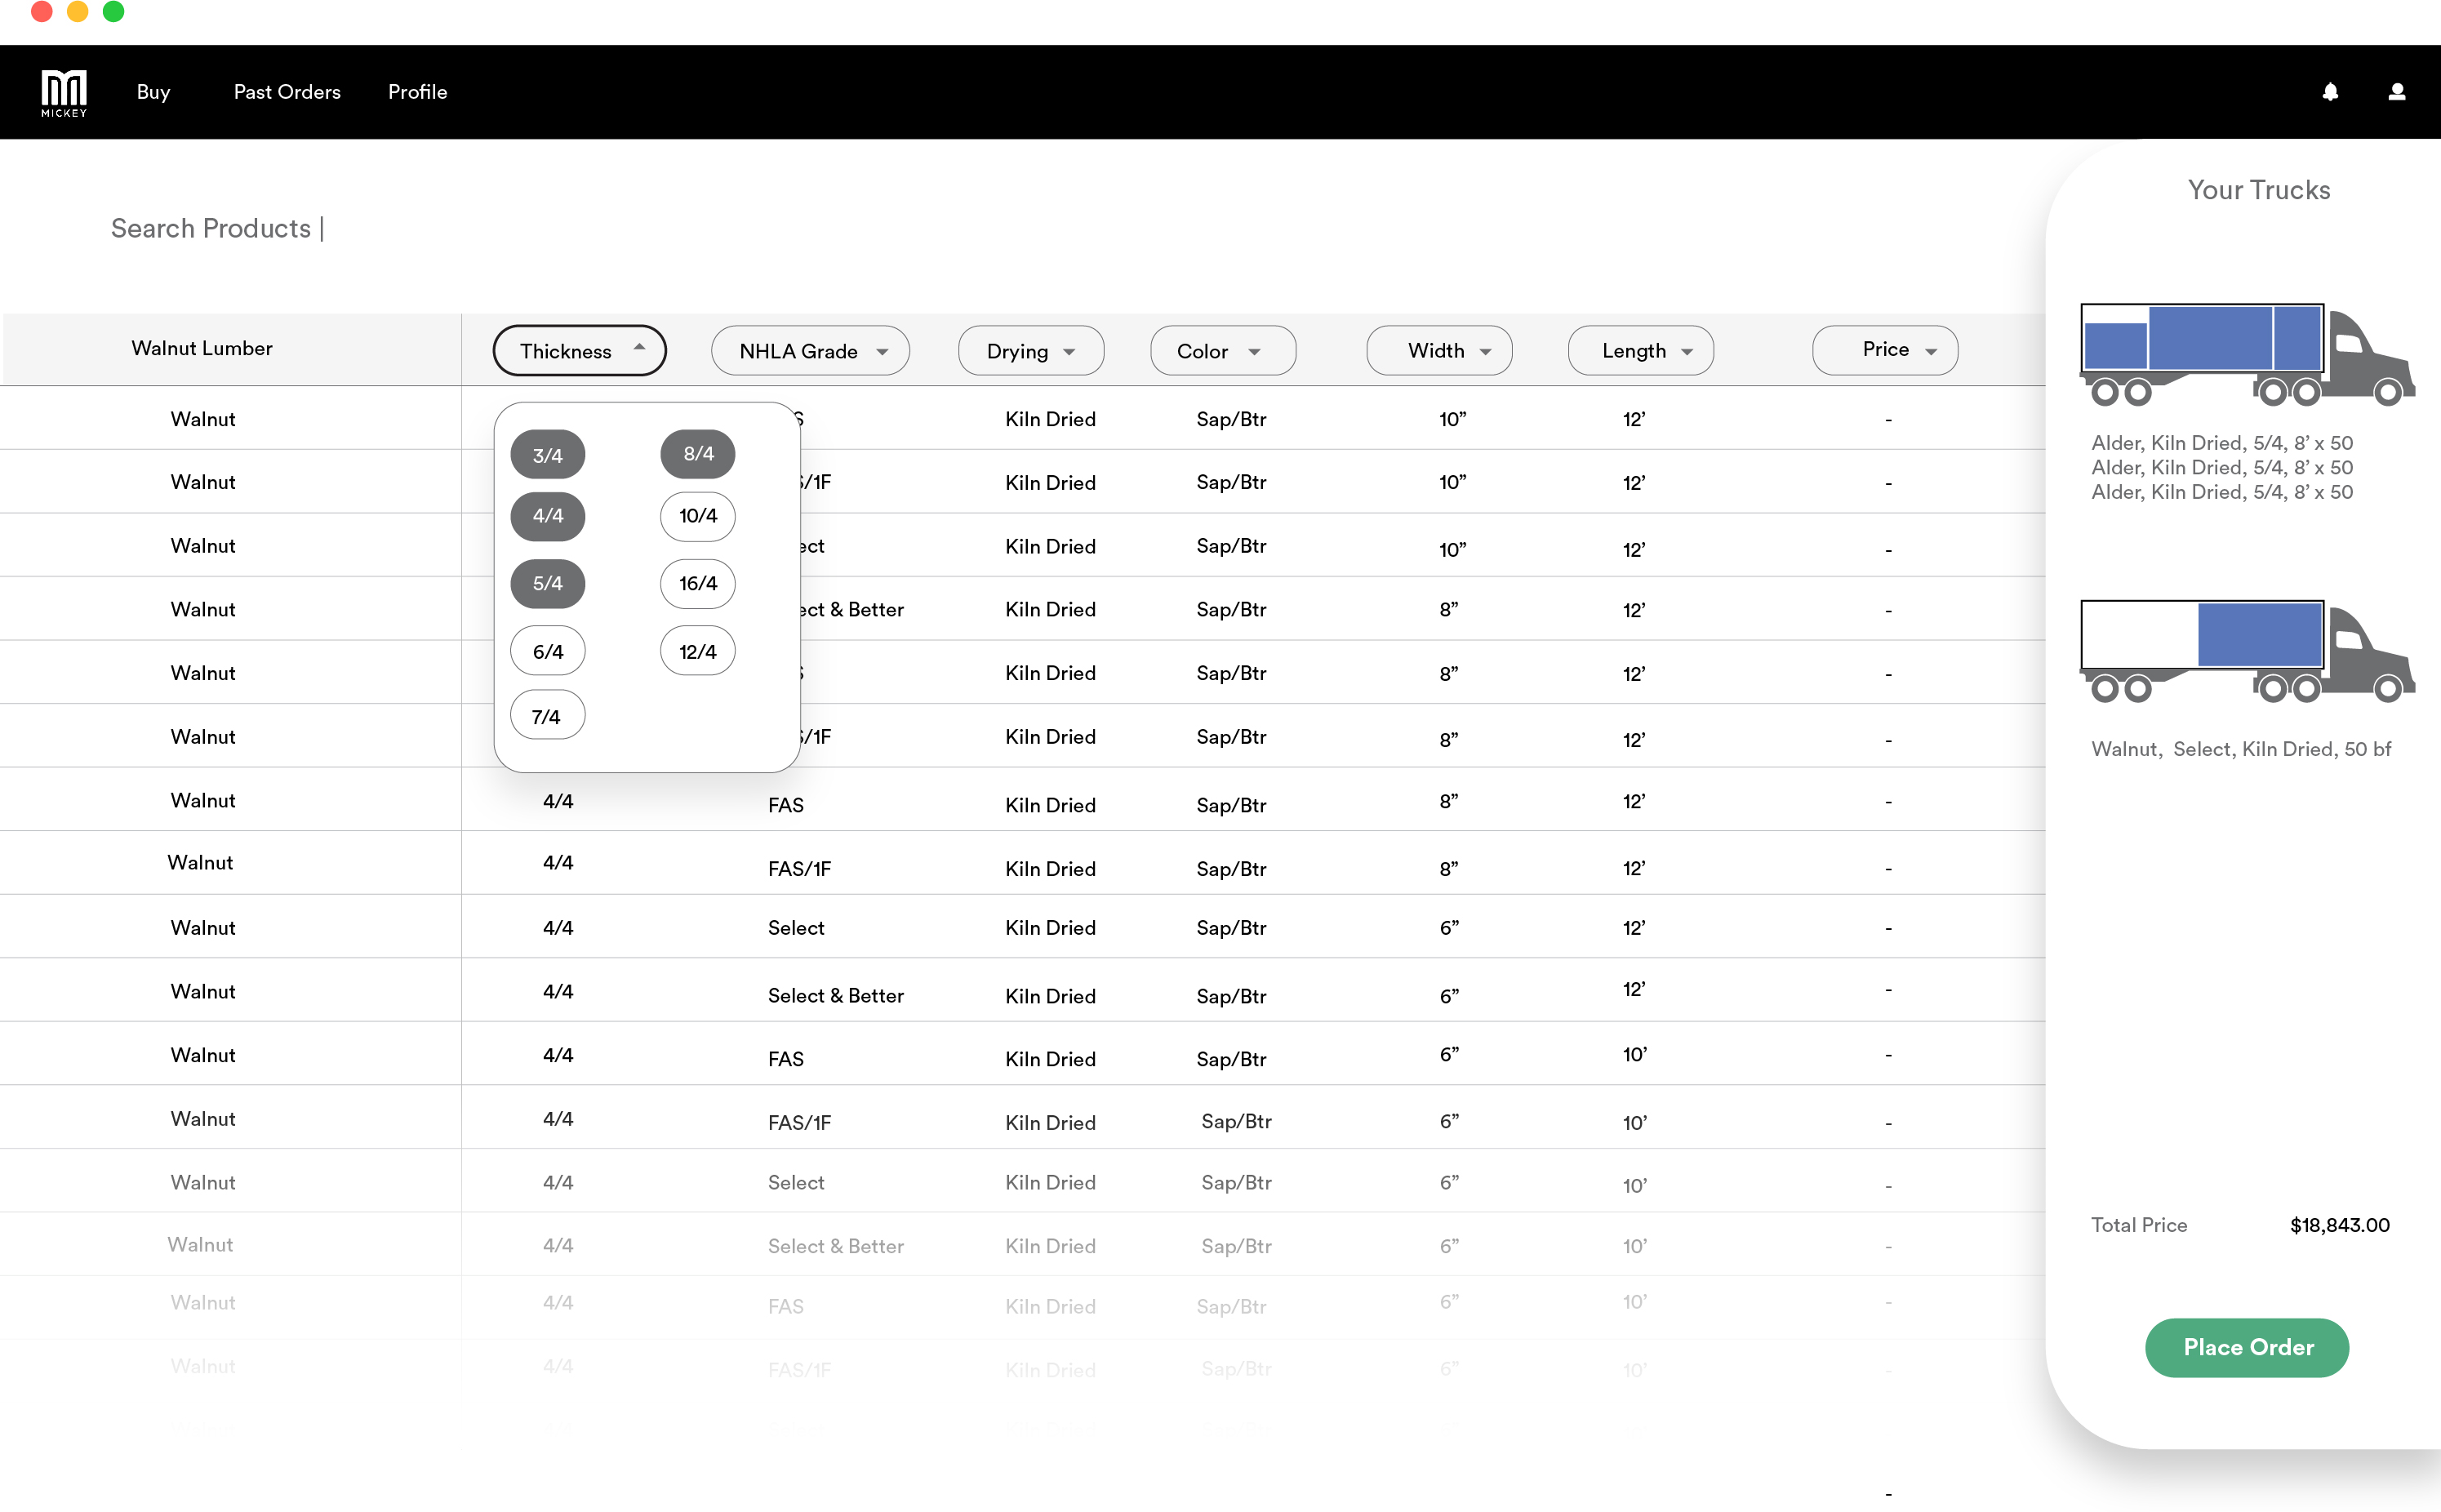 MICKEY
Buy Past Orders Profile
Search Products |
Your Trucks
Walnut Lumber Thickness NHLA Grade Drying Color Width Length Price
Walnut S Kiln Dried Sap/Btr 10” 12’ -
Walnut S/1F Kiln Dried Sap/Btr 10” 12’ -
Walnut ect Kiln Dried Sap/Btr 10” 12’ -
Walnut ect & Better Kiln Dried Sap/Btr 8” 12’ -
Walnut S Kiln Dried Sap/Btr 8” 12’ -
Walnut S/1F Kiln Dried Sap/Btr 8” 12’ -
Walnut 4/4 FAS Kiln Dried Sap/Btr 8” 12’ -
Walnut 4/4 FAS/1F Kiln Dried Sap/Btr 8” 12’ -
Walnut 4/4 Select Kiln Dried Sap/Btr 6” 12’ -
Walnut 4/4 Select & Better Kiln Dried Sap/Btr 6” 12’ -
Walnut 4/4 FAS Kiln Dried Sap/Btr 6” 10’ -
Walnut 4/4 FAS/1F Kiln Dried Sap/Btr 6” 10’ -
Walnut 4/4 Select Kiln Dried Sap/Btr 6” 10’ -
Walnut 4/4 Select & Better Kiln Dried Sap/Btr 6” 10’ -
Walnut 4/4 FAS Kiln Dried Sap/Btr 6” 10’ -
Walnut 4/4 FAS/1F Kiln Dried Sap/Btr 6” 10’ -
-
3/4 8/4
4/4 10/4
5/4 16/4
6/4 12/4
7/4
Alder, Kiln Dried, 5/4, 8’ x 50
Alder, Kiln Dried, 5/4, 8’ x 50
Alder, Kiln Dried, 5/4, 8’ x 50
Walnut, Select, Kiln Dried, 50 bf
Total Price $18,843.00
Place Order